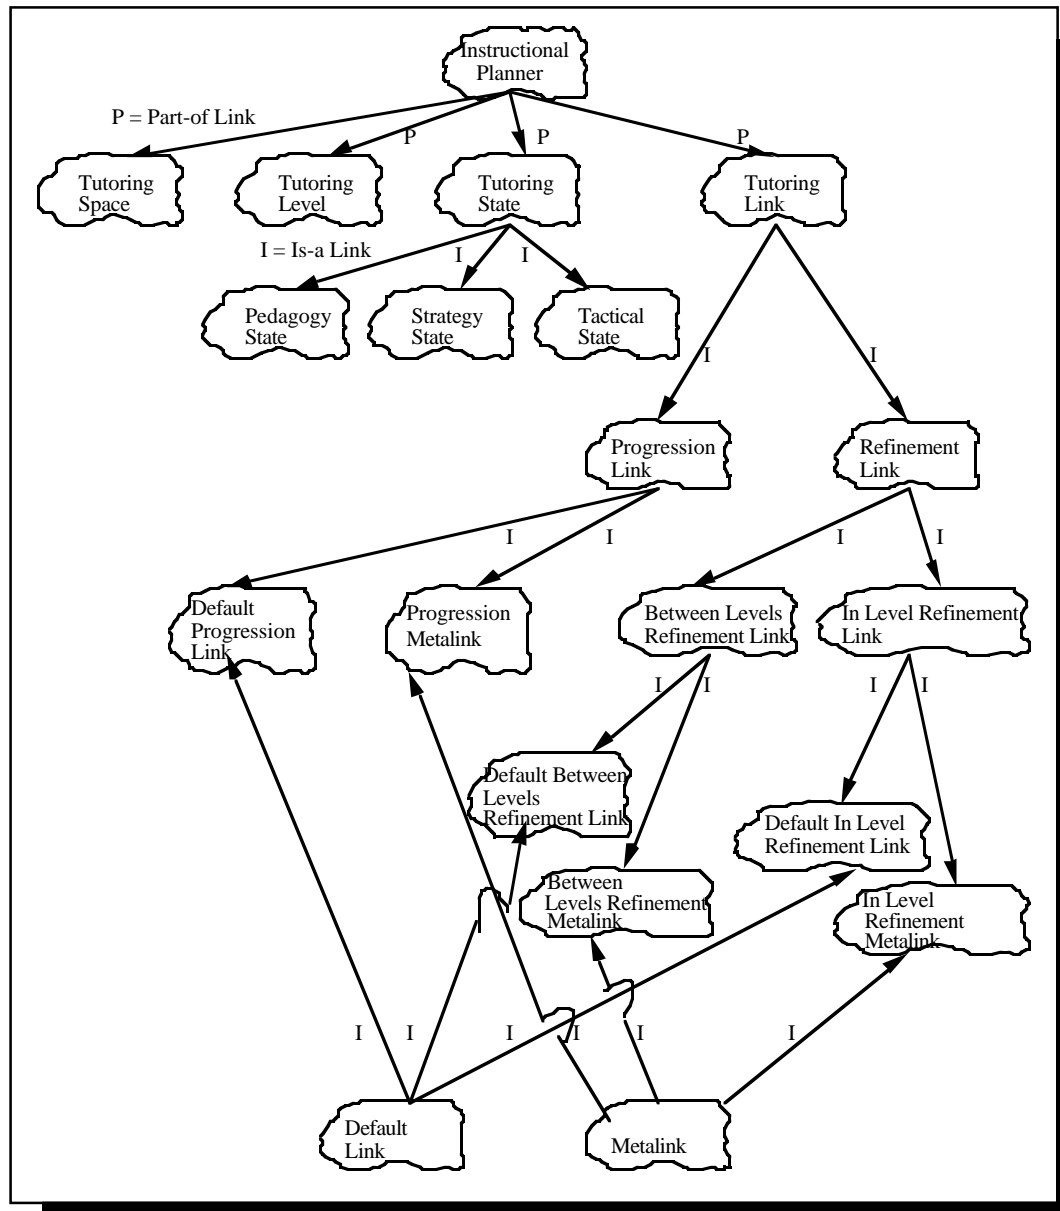 Instructional
Planner
P = Part-of Link
P
P
P
Tutoring
Space
Tutoring
Level
Tutoring
State
Tutoring
Link
I = Is-a Link
I
I
Pedagogy
State
Strategy
State
Tactical
State
I
I
Progression
Link
Refinement
Link
I
I
I
I
Default
Progression
Link
Progression
Metalink
Between Levels
Refinement Link
In Level Refinement
Link
I
I
I
I
Default Between
Levels
Refinement Link
Default In Level
Refinement Link
Between
Levels Refinement
Metalink
In Level
Refinement
Metalink
I
I
I
I
I
I
Default
Link
Metalink